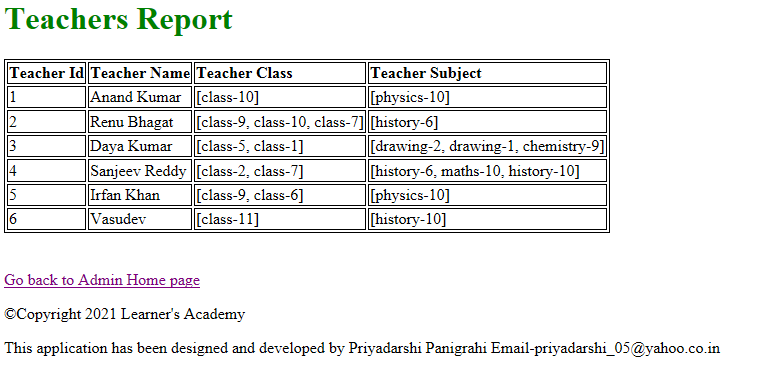 Teachers Report
Teacher Id Teacher Name Teacher Class Teacher Subject
1 Anand Kumar [class-10] [physics-10]
2 Renu Bhagat [class-9, class-10, class-7] [history-6]
3 Daya Kumar [class-5, class-1] [drawing-2, drawing-1, chemistry-9]
4 Sanjeev Reddy [class-2, class-7] [history-6, maths-10, history-10]
5 Irfan Khan [class-9, class-6] [physics-10]
6 Vasudev [class-11] [history-10]
Go back to Admin Home page
©Copyright 2021 Learner's Academy
This application has been designed and developed by Priyadarshi Panigrahi Email-priyadarshi_05@yahoo.co.in